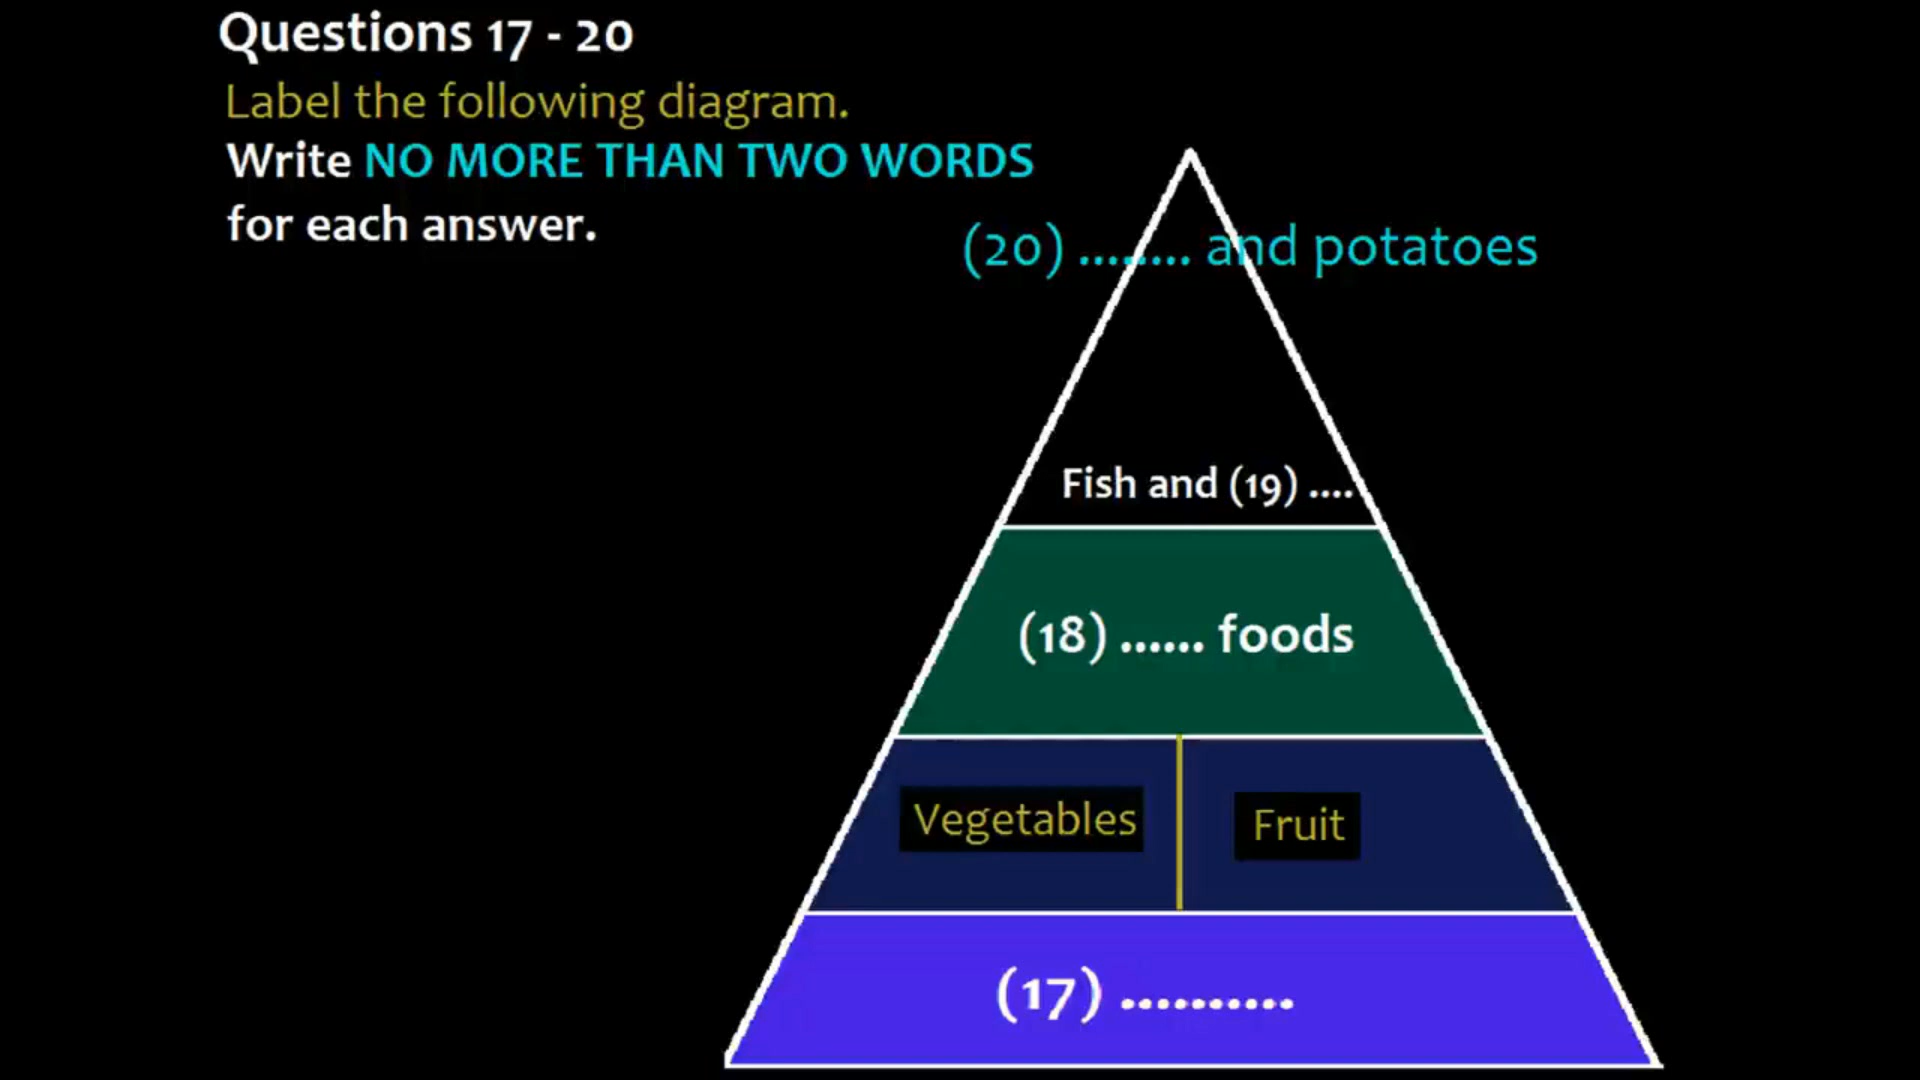 Questions 17 - 20
Label the following diagram.
Write NO MORE THAN TWO WORDS
for each answer.
(20) ........ and potatoes
Fish and (19) ....
(18) ...... foods
Vegetables
Fruit
(17) ..........